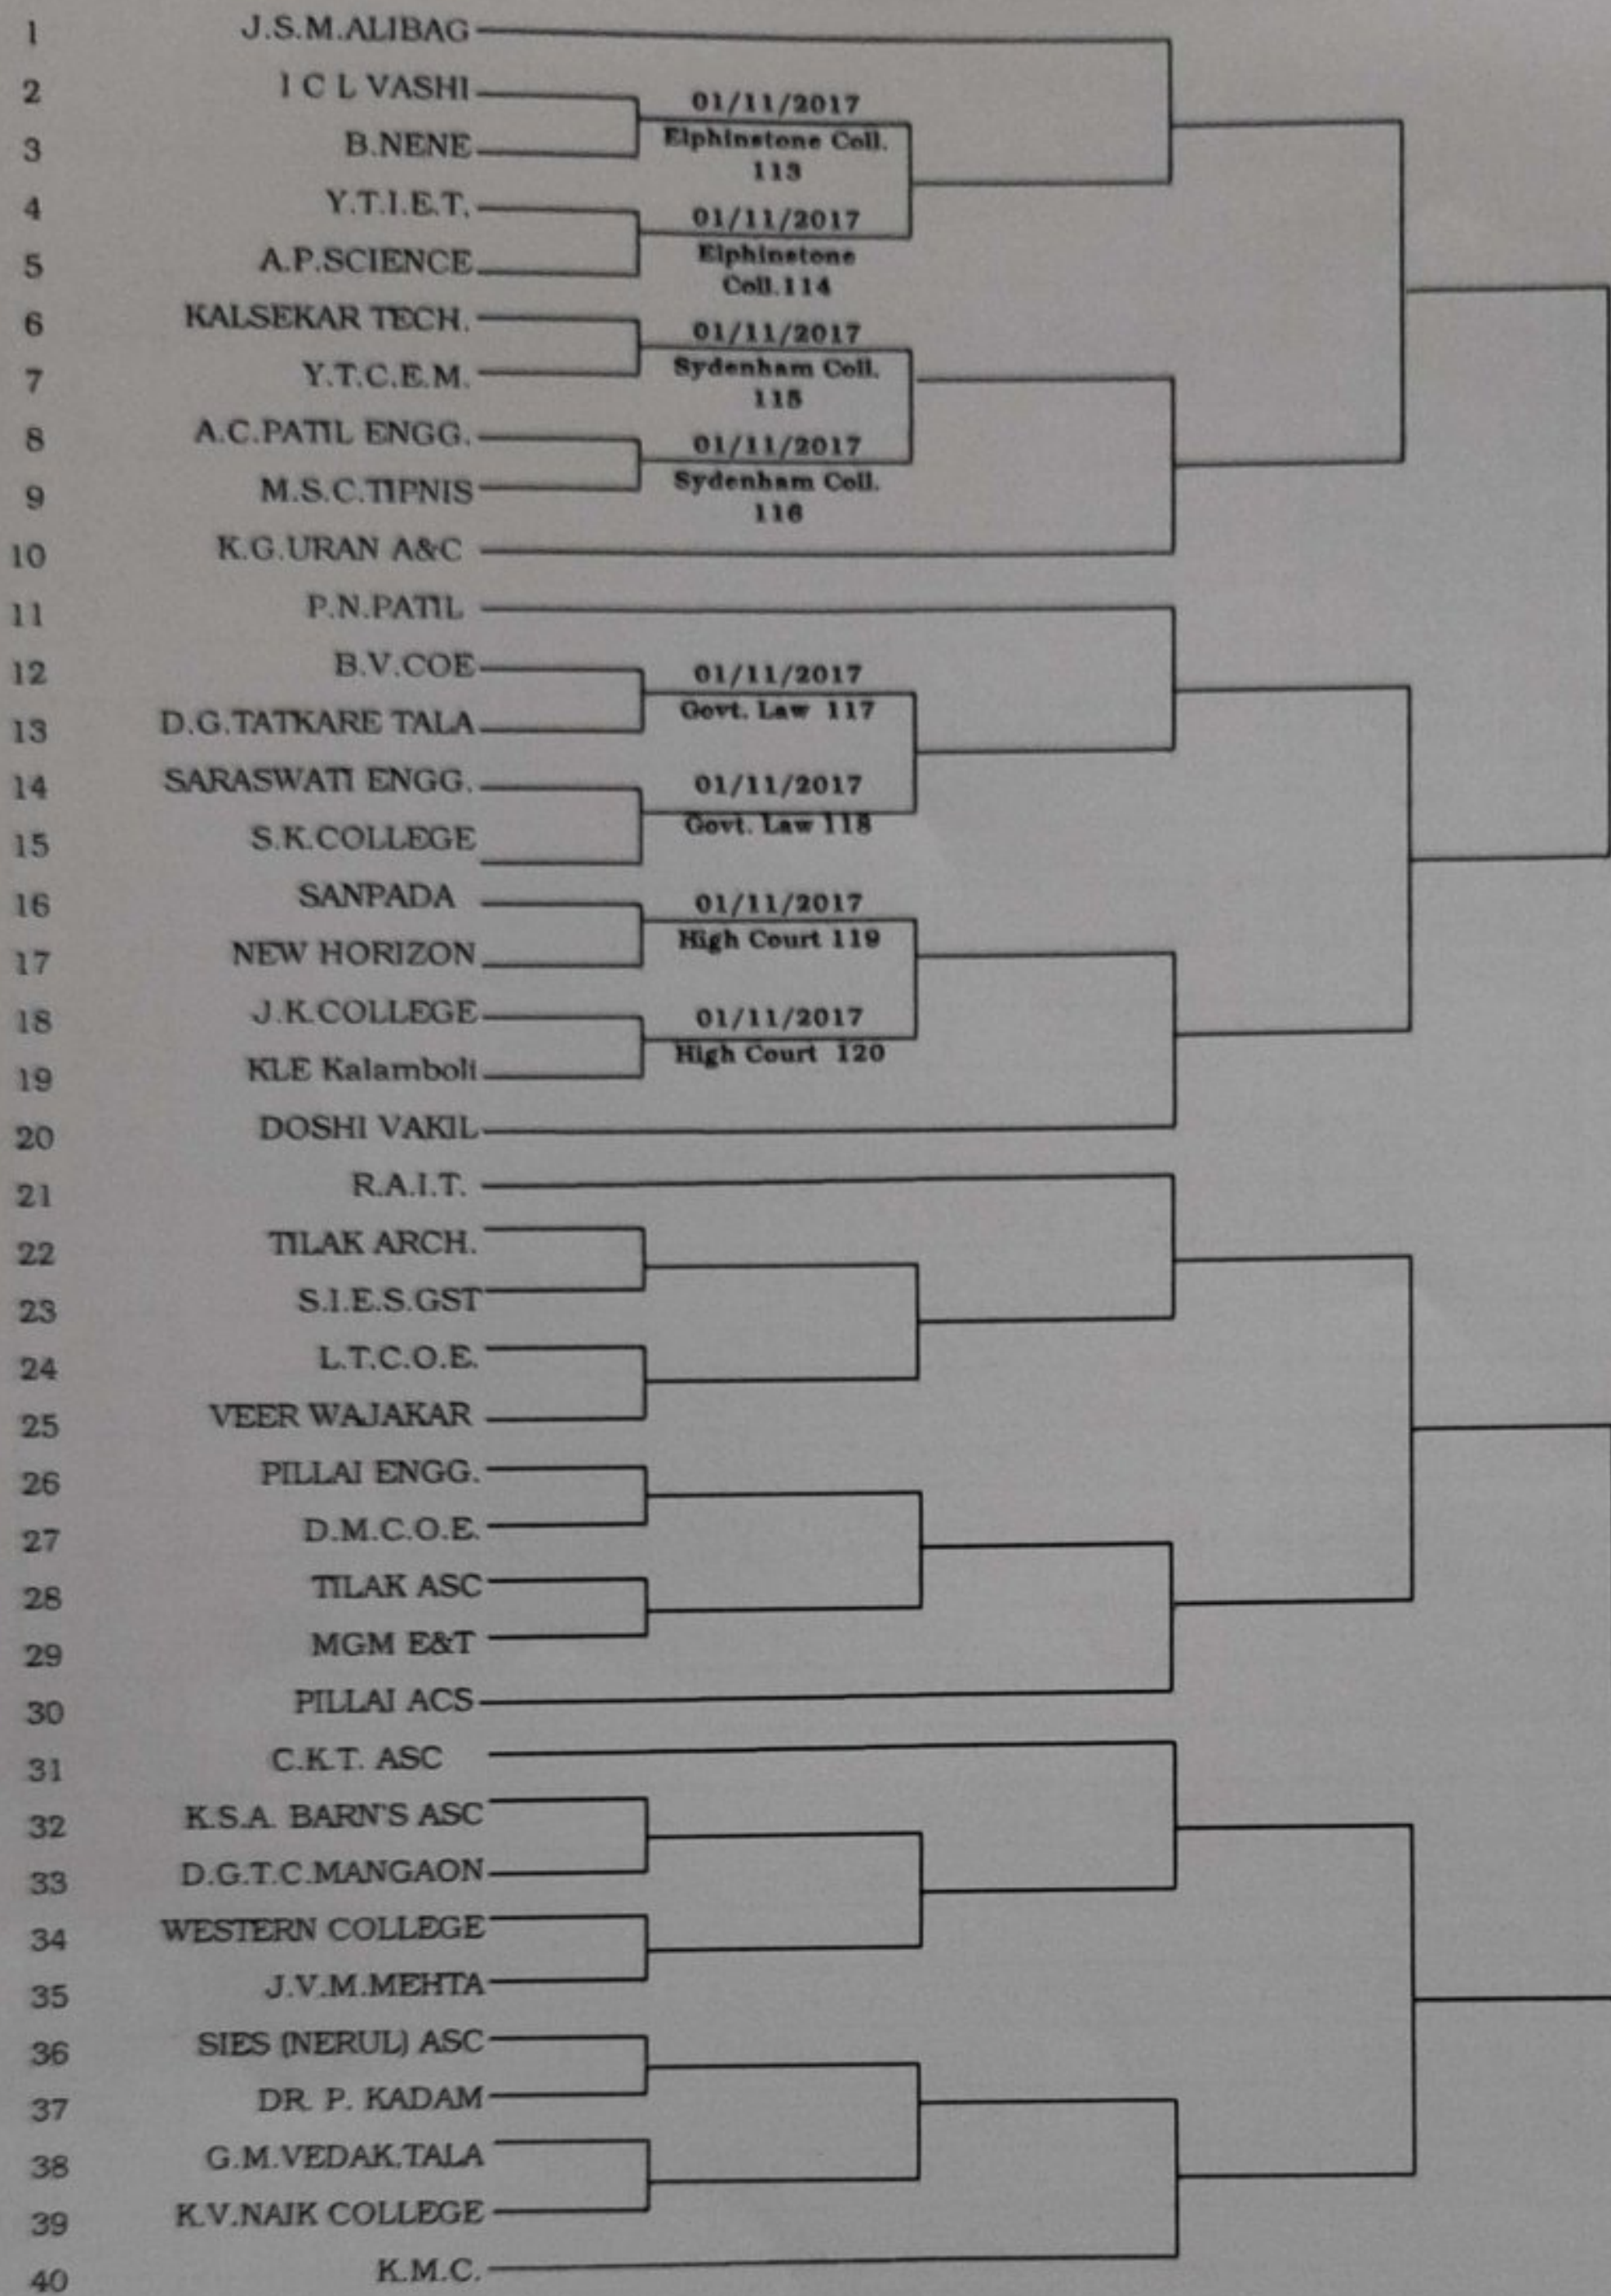 1 J.S.M.ALIBAG
2 I C L VASHI
01/11/2017
Elphinstone Coll.
113
3 B.NENE
4 Y.T.I.E.T.
01/11/2017
Elphinstone
Coll.114
5 A.P.SCIENCE
6 KALSEKAR TECH.
01/11/2017
Sydenham Coll.
115
7 Y.T.C.E.M.
8 A.C.PATIL ENGG.
01/11/2017
Sydenham Coll.
116
9 M.S.C.TIPNIS
10 K.G.URAN A&C
11 P.N.PATIL
12 B.V.COE
01/11/2017
Govt. Law 117
13 D.G.TATKARE TALA
14 SARASWATI ENGG.
01/11/2017
Govt. Law 118
15 S.K.COLLEGE
16 SANPADA
01/11/2017
High Court 119
17 NEW HORIZON
18 J.K.COLLEGE
01/11/2017
High Court 120
19 KLE Kalamboli
20 DOSHI VAKIL
21 R.A.I.T.
22 TILAK ARCH.
23 S.I.E.S.GST
24 L.T.C.O.E.
25 VEER WAJAKAR
26 PILLAI ENGG.
27 D.M.C.O.E.
28 TILAK ASC
29 MGM E&T
30 PILLAI ACS
31 C.K.T. ASC
32 K.S.A. BARN'S ASC
33 D.G.T.C.MANGAON
34 WESTERN COLLEGE
35 J.V.M.MEHTA
36 SIES (NERUL) ASC
37 DR. P. KADAM
38 G.M.VEDAK,TALA
39 K.V.NAIK COLLEGE
40 K.M.C.